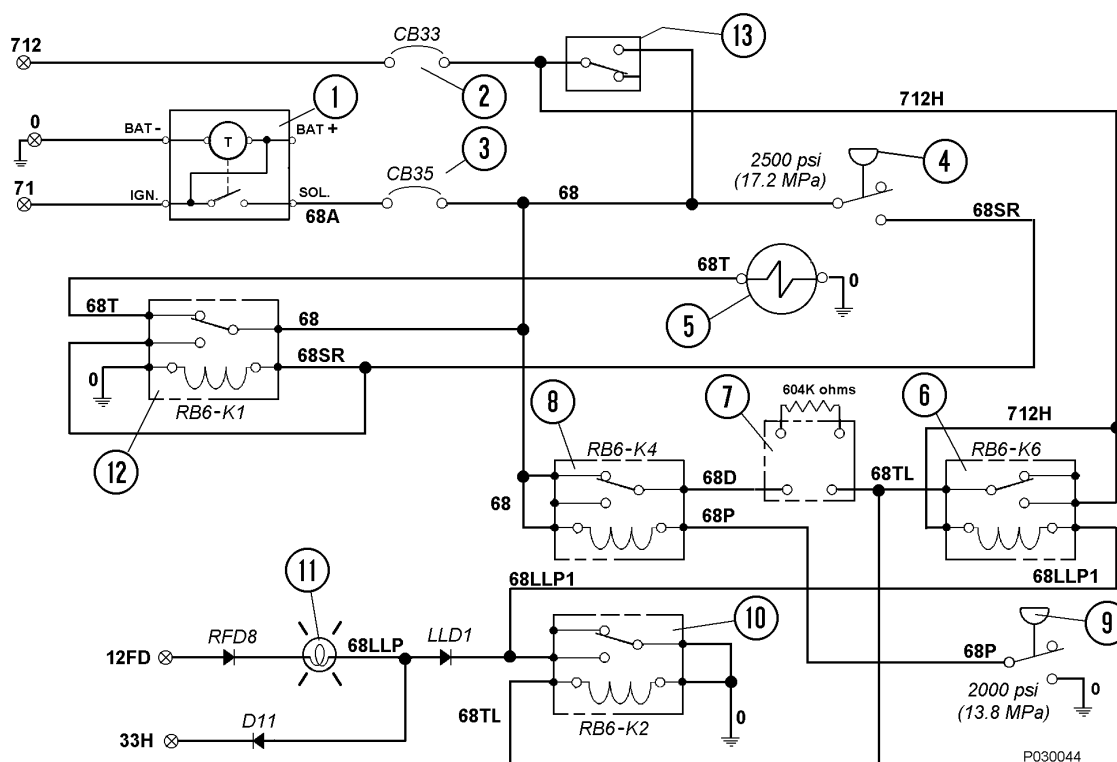 712
CB33
13
2
712H
1
0
BAT -
T
BAT +
3
2500 psi
(17.2 MPa)
4
71
IGN.
SOL.
68A
CB35
68
68SR
68T
5
0
68T
68
68SR
0
RB6-K1
12
8
7
604K ohms
6
712H
RB6-K4
RB6-K6
68D
68TL
68
68P
68LLP1
68LLP1
11
10
9
RFD8
68LLP
LLD1
12FD
68P
68TL
0
2000 psi
(13.8 MPa)
0
D11
RB6-K2
33H
P030044